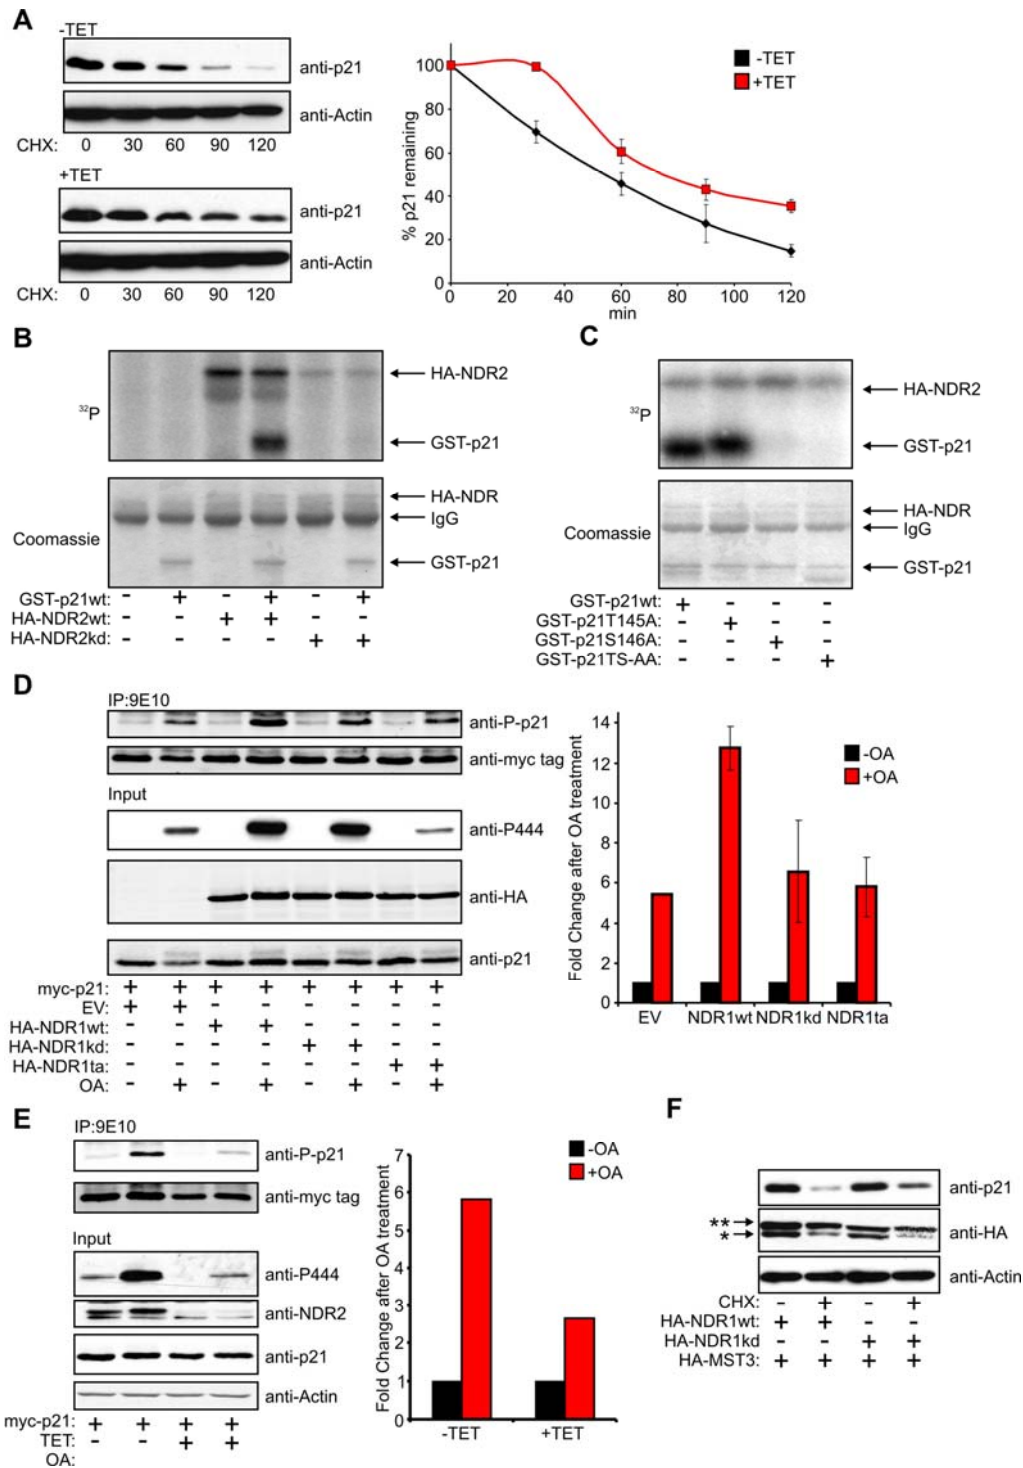 A
-TET
anti-p21
anti-Actin
CHX: 0 30 60 90 120
+TET
anti-p21
anti-Actin
CHX: 0 30 60 90 120
% p21 remaining
100
80
60
40
20
0
0 20 40 60 80 100 120
min
-TET
+TET
B
32P
HA-NDR2
GST-p21
Coomassie
HA-NDR
IgG
GST-p21
GST-p21wt: - + - + - +
HA-NDR2wt: - - + + - -
HA-NDR2kd: - - - - + +
C
32P
HA-NDR2
GST-p21
Coomassie
HA-NDR
IgG
GST-p21
GST-p21wt: + - - -
GST-p21T145A: - + - -
GST-p21S146A: - - + -
GST-p21TS-AA: - - - +
D
IP:9E10
anti-P-p21
anti-myc tag
Input
anti-P444
anti-HA
anti-p21
myc-p21: + + + + + + + +
EV: + + - - - - - -
HA-NDR1wt: - - + + - - - -
HA-NDR1kd: - - - - + + - -
HA-NDR1ta: - - - - - - + +
OA: - + - + - + - +
Fold Change after OA treatment
14
12
10
8
6
4
2
0
EV NDR1wt NDR1kd NDR1ta
-OA
+OA
E
IP:9E10
anti-P-p21
anti-myc tag
Input
anti-P444
anti-NDR2
anti-p21
anti-Actin
myc-p21: + + + +
TET: - - + +
OA:
Fold Change after OA treatment
7
6
5
4
3
2
1
0
-TET +TET
-OA
+OA
F
anti-p21
** anti-HA
*
anti-Actin
CHX: - + - +
HA-NDR1wt: + + - -
HA-NDR1kd: - - + +
HA-MST3: + + + +